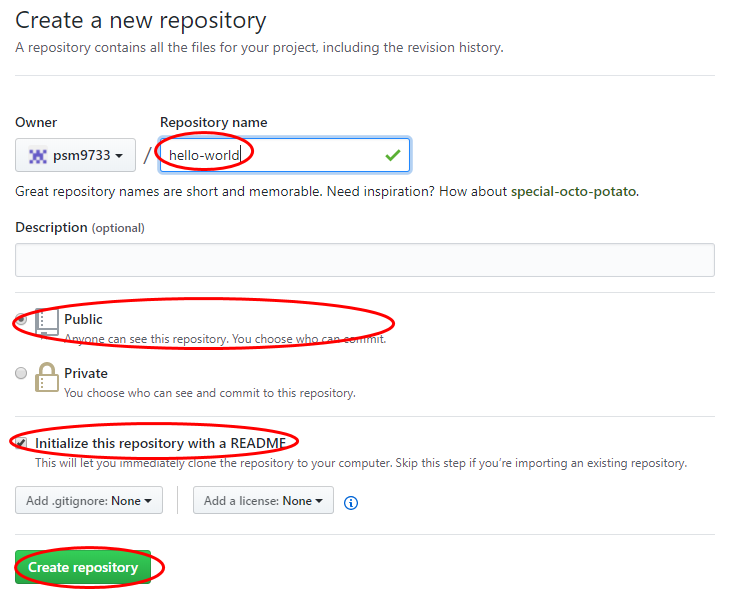 Create a new repository
A repository contains all the files for your project, including the revision history.
Owner
Repository name
psm9733 / hello-world
Great repository names are short and memorable. Need inspiration? How about special-octo-potato.
Description (optional)
Public
Anyone can see this repository. You choose who can commit.
Private
You choose who can see and commit to this repository.
Initialize this repository with a README
This will let you immediately clone the repository to your computer. Skip this step if you're importing an existing repository.
Add .gitignore: None Add a license: None
Create repository